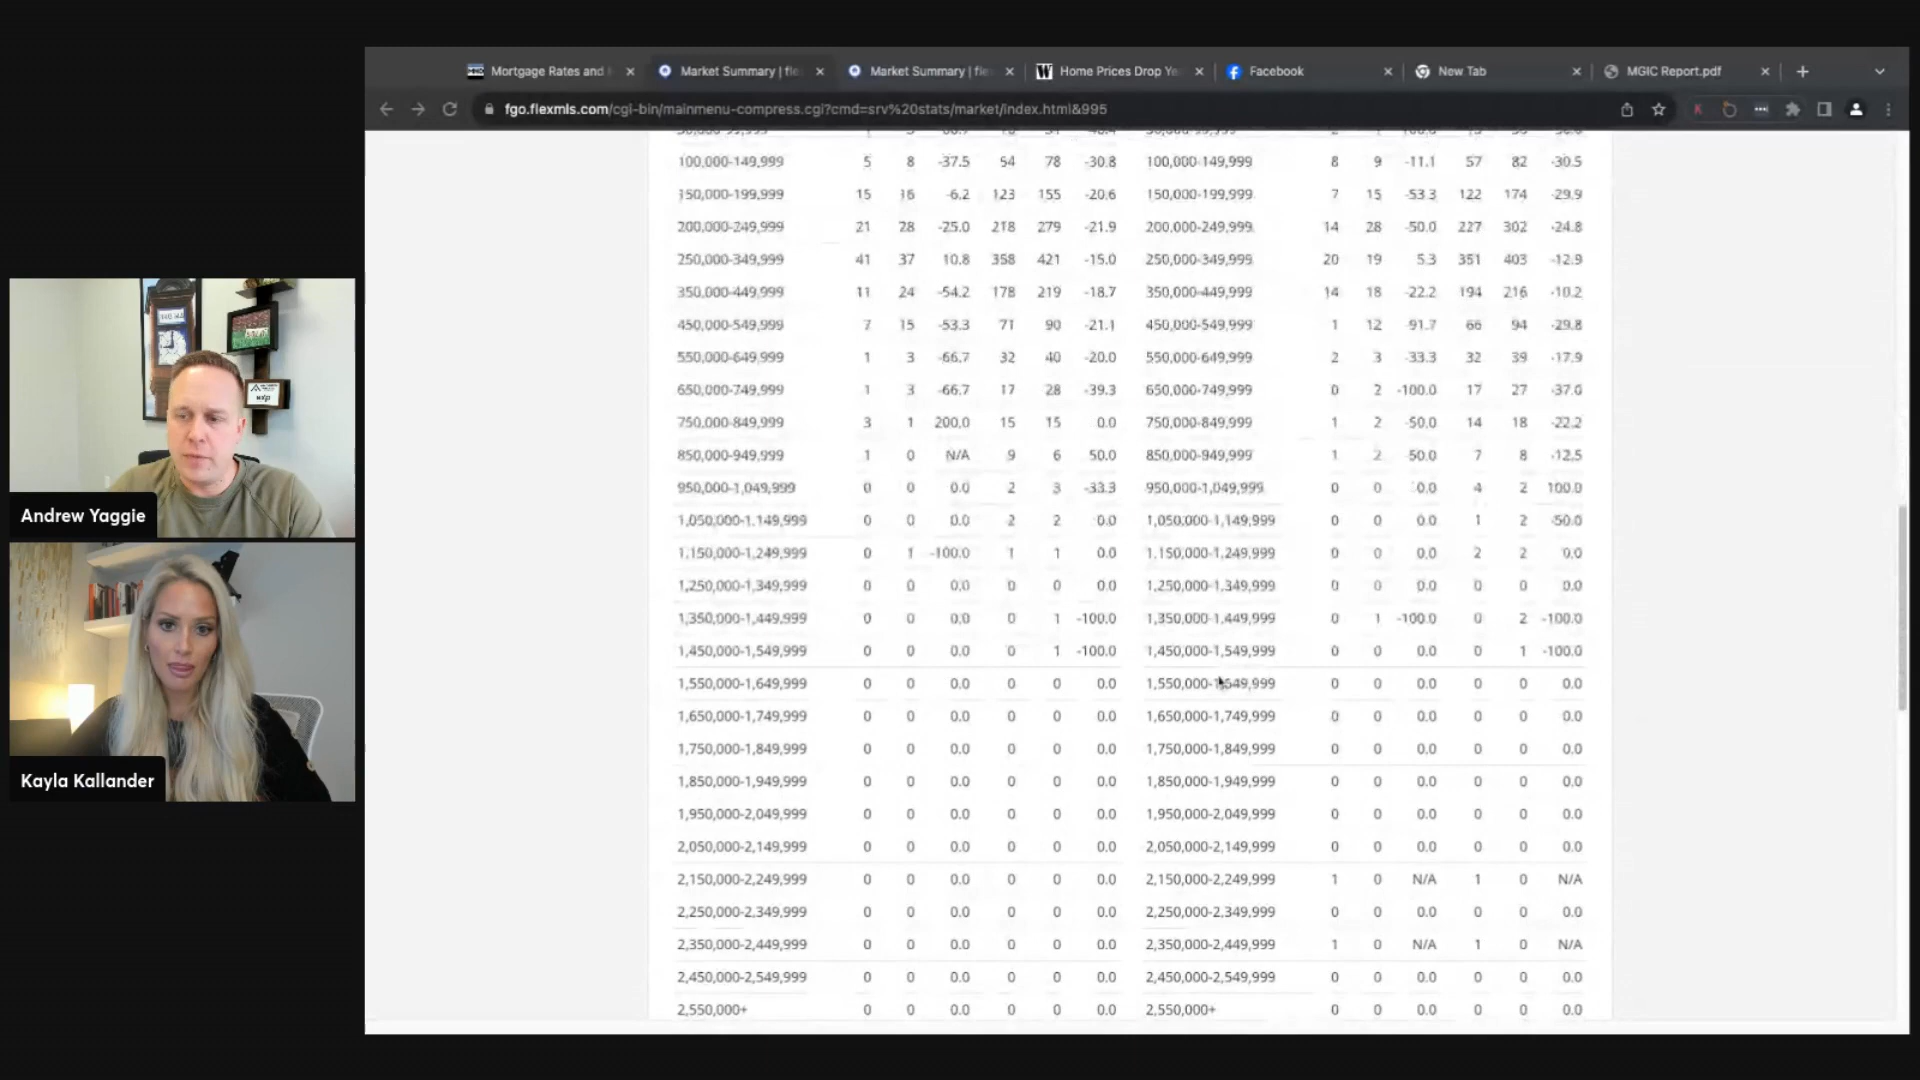 Mortgage Rates and
Market Summary | fle
Market Summary | fle
Home Prices Drop Ye
Facebook
New Tab
MGIC Report.pdf
fgo.flexmls.com/cgi-bin/mainmenu-compress.cgi?cmd=srv%20stats/market/index.html&995
100,000-149,999 5 8 -37.5 54 78 -30.8 100,000-149,999 8 9 -11.1 57 82 -30.5
150,000-199,999 15 16 -6.2 123 155 -20.6 150,000-199,999 7 15 -53.3 122 174 -29.9
200,000-249,999 21 28 -25.0 218 279 -21.9 200,000-249,999 14 28 -50.0 227 302 -24.8
250,000-349,999 41 37 10.8 358 421 -15.0 250,000-349,999 20 19 5.3 351 403 -12.9
350,000-449,999 11 24 -54.2 178 219 -18.7 350,000-449,999 14 18 -22.2 194 216 -10.2
450,000-549,999 7 15 -53.3 71 90 -21.1 450,000-549,999 1 12 -91.7 66 94 -29.8
550,000-649,999 1 3 -66.7 32 40 -20.0 550,000-649,999 2 3 -33.3 32 39 -17.9
650,000-749,999 1 3 -66.7 17 28 -39.3 650,000-749,999 0 2 -100.0 17 27 -37.0
750,000-849,999 3 1 200.0 15 15 0.0 750,000-849,999 1 2 -50.0 14 18 -22.2
850,000-949,999 1 0 N/A 9 6 50.0 850,000-949,999 1 2 -50.0 7 8 -12.5
950,000-1,049,999 0 0 0.0 2 3 -33.3 950,000-1,049,999 0 0 0.0 4 2 100.0
1,050,000-1,149,999 0 0 0.0 2 2 0.0 1,050,000-1,149,999 0 0 0.0 1 2 -50.0
1,150,000-1,249,999 0 1 -100.0 1 1 0.0 1,150,000-1,249,999 0 0 0.0 2 2 0.0
1,250,000-1,349,999 0 0 0.0 0 0 0.0 1,250,000-1,349,999 0 0 0.0 0 0 0.0
1,350,000-1,449,999 0 0 0.0 0 1 -100.0 1,350,000-1,449,999 0 1 -100.0 0 2 -100.0
1,450,000-1,549,999 0 0 0.0 0 1 -100.0 1,450,000-1,549,999 0 0 0.0 0 1 -100.0
1,550,000-1,649,999 0 0 0.0 0 0 0.0 1,550,000-1,649,999 0 0 0.0 0 0 0.0
1,650,000-1,749,999 0 0 0.0 0 0 0.0 1,650,000-1,749,999 0 0 0.0 0 0 0.0
1,750,000-1,849,999 0 0 0.0 0 0 0.0 1,750,000-1,849,999 0 0 0.0 0 0 0.0
1,850,000-1,949,999 0 0 0.0 0 0 0.0 1,850,000-1,949,999 0 0 0.0 0 0 0.0
1,950,000-2,049,999 0 0 0.0 0 0 0.0 1,950,000-2,049,999 0 0 0.0 0 0 0.0
2,050,000-2,149,999 0 0 0.0 0 0 0.0 2,050,000-2,149,999 0 0 0.0 0 0 0.0
2,150,000-2,249,999 0 0 0.0 0 0 0.0 2,150,000-2,249,999 1 0 N/A 1 0 N/A
2,250,000-2,349,999 0 0 0.0 0 0 0.0 2,250,000-2,349,999 0 0 0.0 0 0 0.0
2,350,000-2,449,999 0 0 0.0 0 0 0.0 2,350,000-2,449,999 1 0 N/A 1 0 N/A
2,450,000-2,549,999 0 0 0.0 0 0 0.0 2,450,000-2,549,999 0 0 0.0 0 0 0.0
2,550,000+ 0 0 0.0 0 0 0.0 2,550,000+ 0 0 0.0 0 0 0.0
exp
Andrew Yaggie
Kayla Kallander